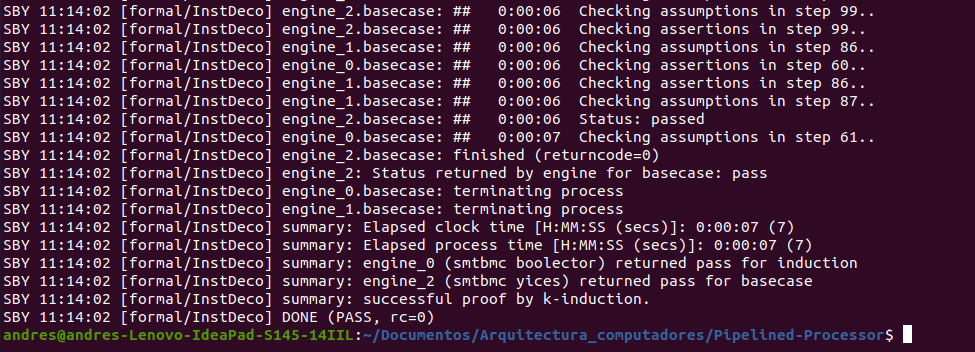 SBY 11:14:02 [formal/InstDeco] engine_2.basecase: ##   0:00:06  Checking assumptions in step 99..
SBY 11:14:02 [formal/InstDeco] engine_2.basecase: ##   0:00:06  Checking assertions in step 99..
SBY 11:14:02 [formal/InstDeco] engine_1.basecase: ##   0:00:06  Checking assumptions in step 86..
SBY 11:14:02 [formal/InstDeco] engine_0.basecase: ##   0:00:06  Checking assertions in step 60..
SBY 11:14:02 [formal/InstDeco] engine_1.basecase: ##   0:00:06  Checking assertions in step 86..
SBY 11:14:02 [formal/InstDeco] engine_1.basecase: ##   0:00:06  Checking assumptions in step 87..
SBY 11:14:02 [formal/InstDeco] engine_2.basecase: ##   0:00:06  Status: passed
SBY 11:14:02 [formal/InstDeco] engine_0.basecase: ##   0:00:07  Checking assumptions in step 61..
SBY 11:14:02 [formal/InstDeco] engine_2.basecase: finished (returncode=0)
SBY 11:14:02 [formal/InstDeco] engine_2: Status returned by engine for basecase: pass
SBY 11:14:02 [formal/InstDeco] engine_0.basecase: terminating process
SBY 11:14:02 [formal/InstDeco] engine_1.basecase: terminating process
SBY 11:14:02 [formal/InstDeco] summary: Elapsed clock time [H:MM:SS (secs)]: 0:00:07 (7)
SBY 11:14:02 [formal/InstDeco] summary: Elapsed process time [H:MM:SS (secs)]: 0:00:07 (7)
SBY 11:14:02 [formal/InstDeco] summary: engine_0 (smtbmc boolector) returned pass for induction
SBY 11:14:02 [formal/InstDeco] summary: engine_2 (smtbmc yices) returned pass for basecase
SBY 11:14:02 [formal/InstDeco] summary: successful proof by k-induction.
SBY 11:14:02 [formal/InstDeco] DONE (PASS, rc=0)
andres@andres-Lenovo-IdeaPad-S145-14IIL:~/Documentos/Arquitectura_computadores/Pipelined-Processor$